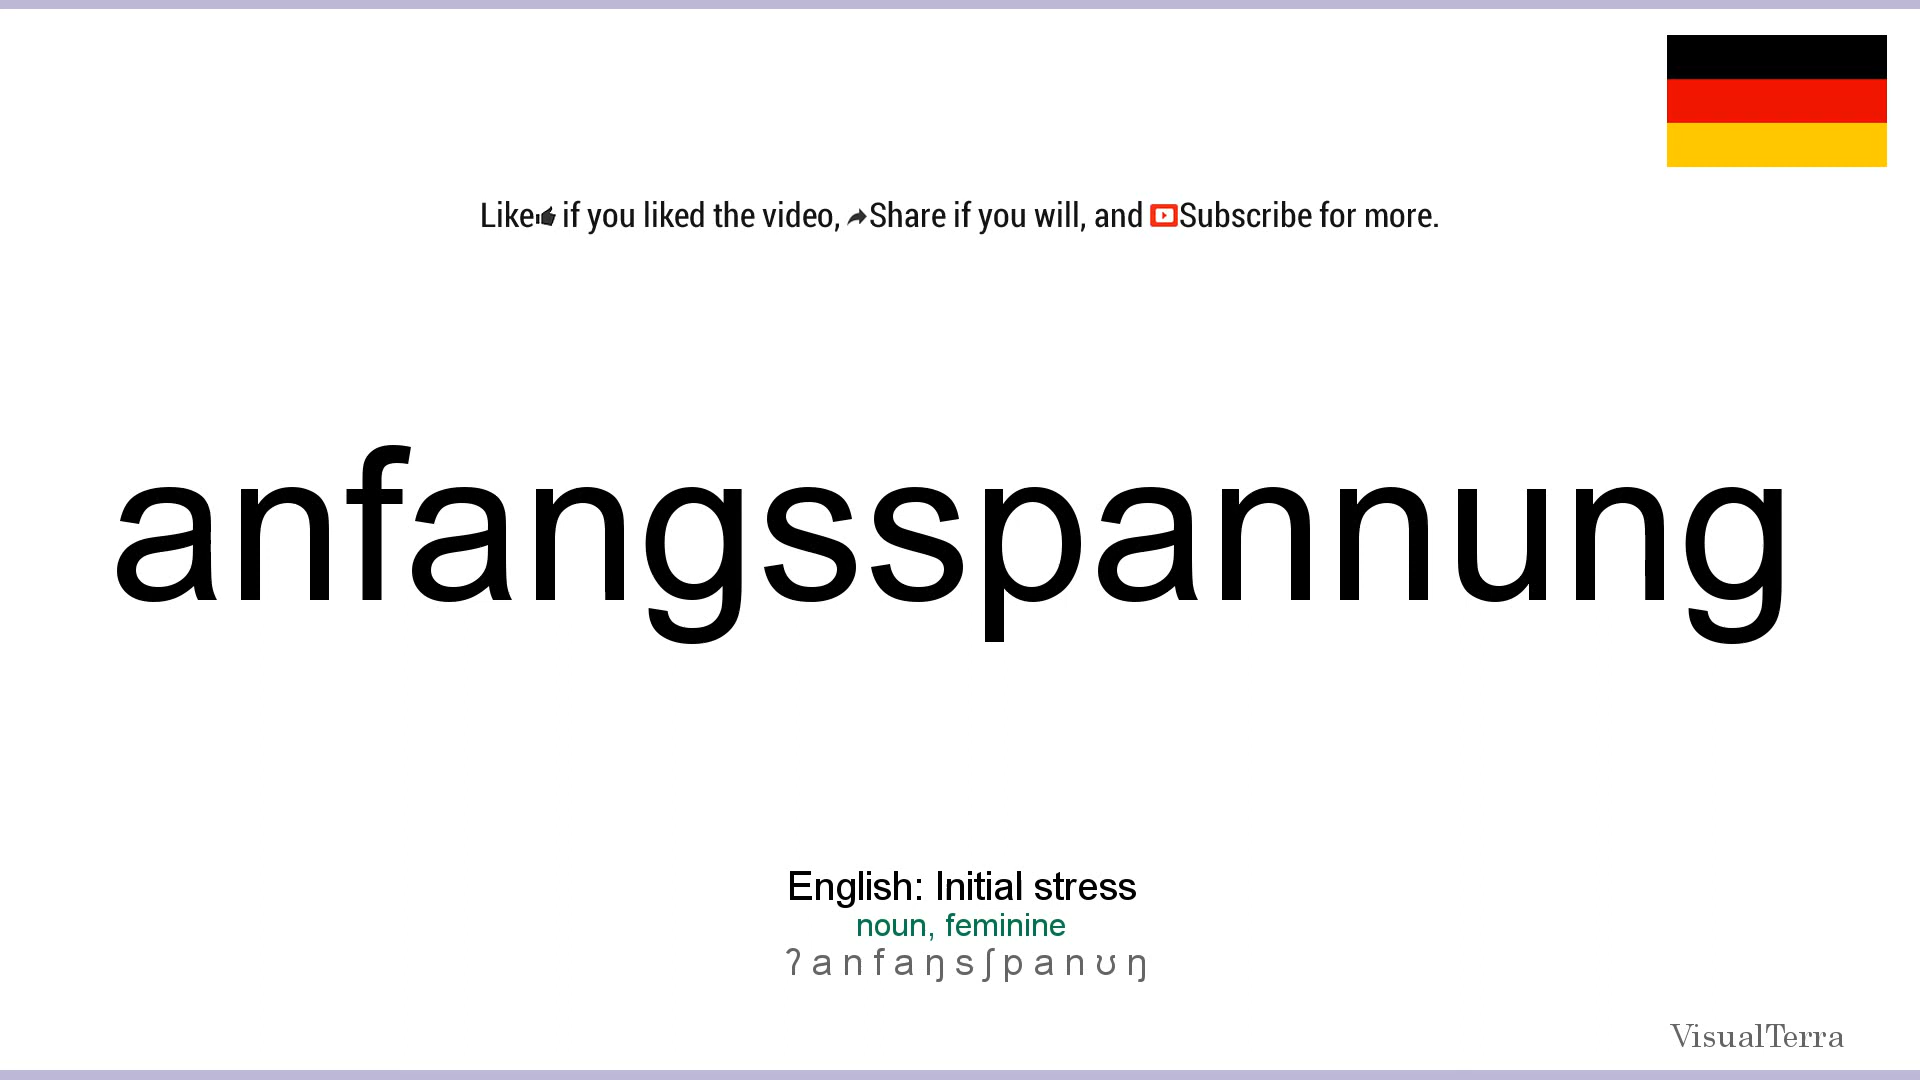 Like if you liked the video, Share if you will, and Subscribe for more.
anfangsspannung
English: Initial stress
noun, feminine
ʔ a n f a ŋ s ʃ p a n ʊ ŋ
VisualTerra